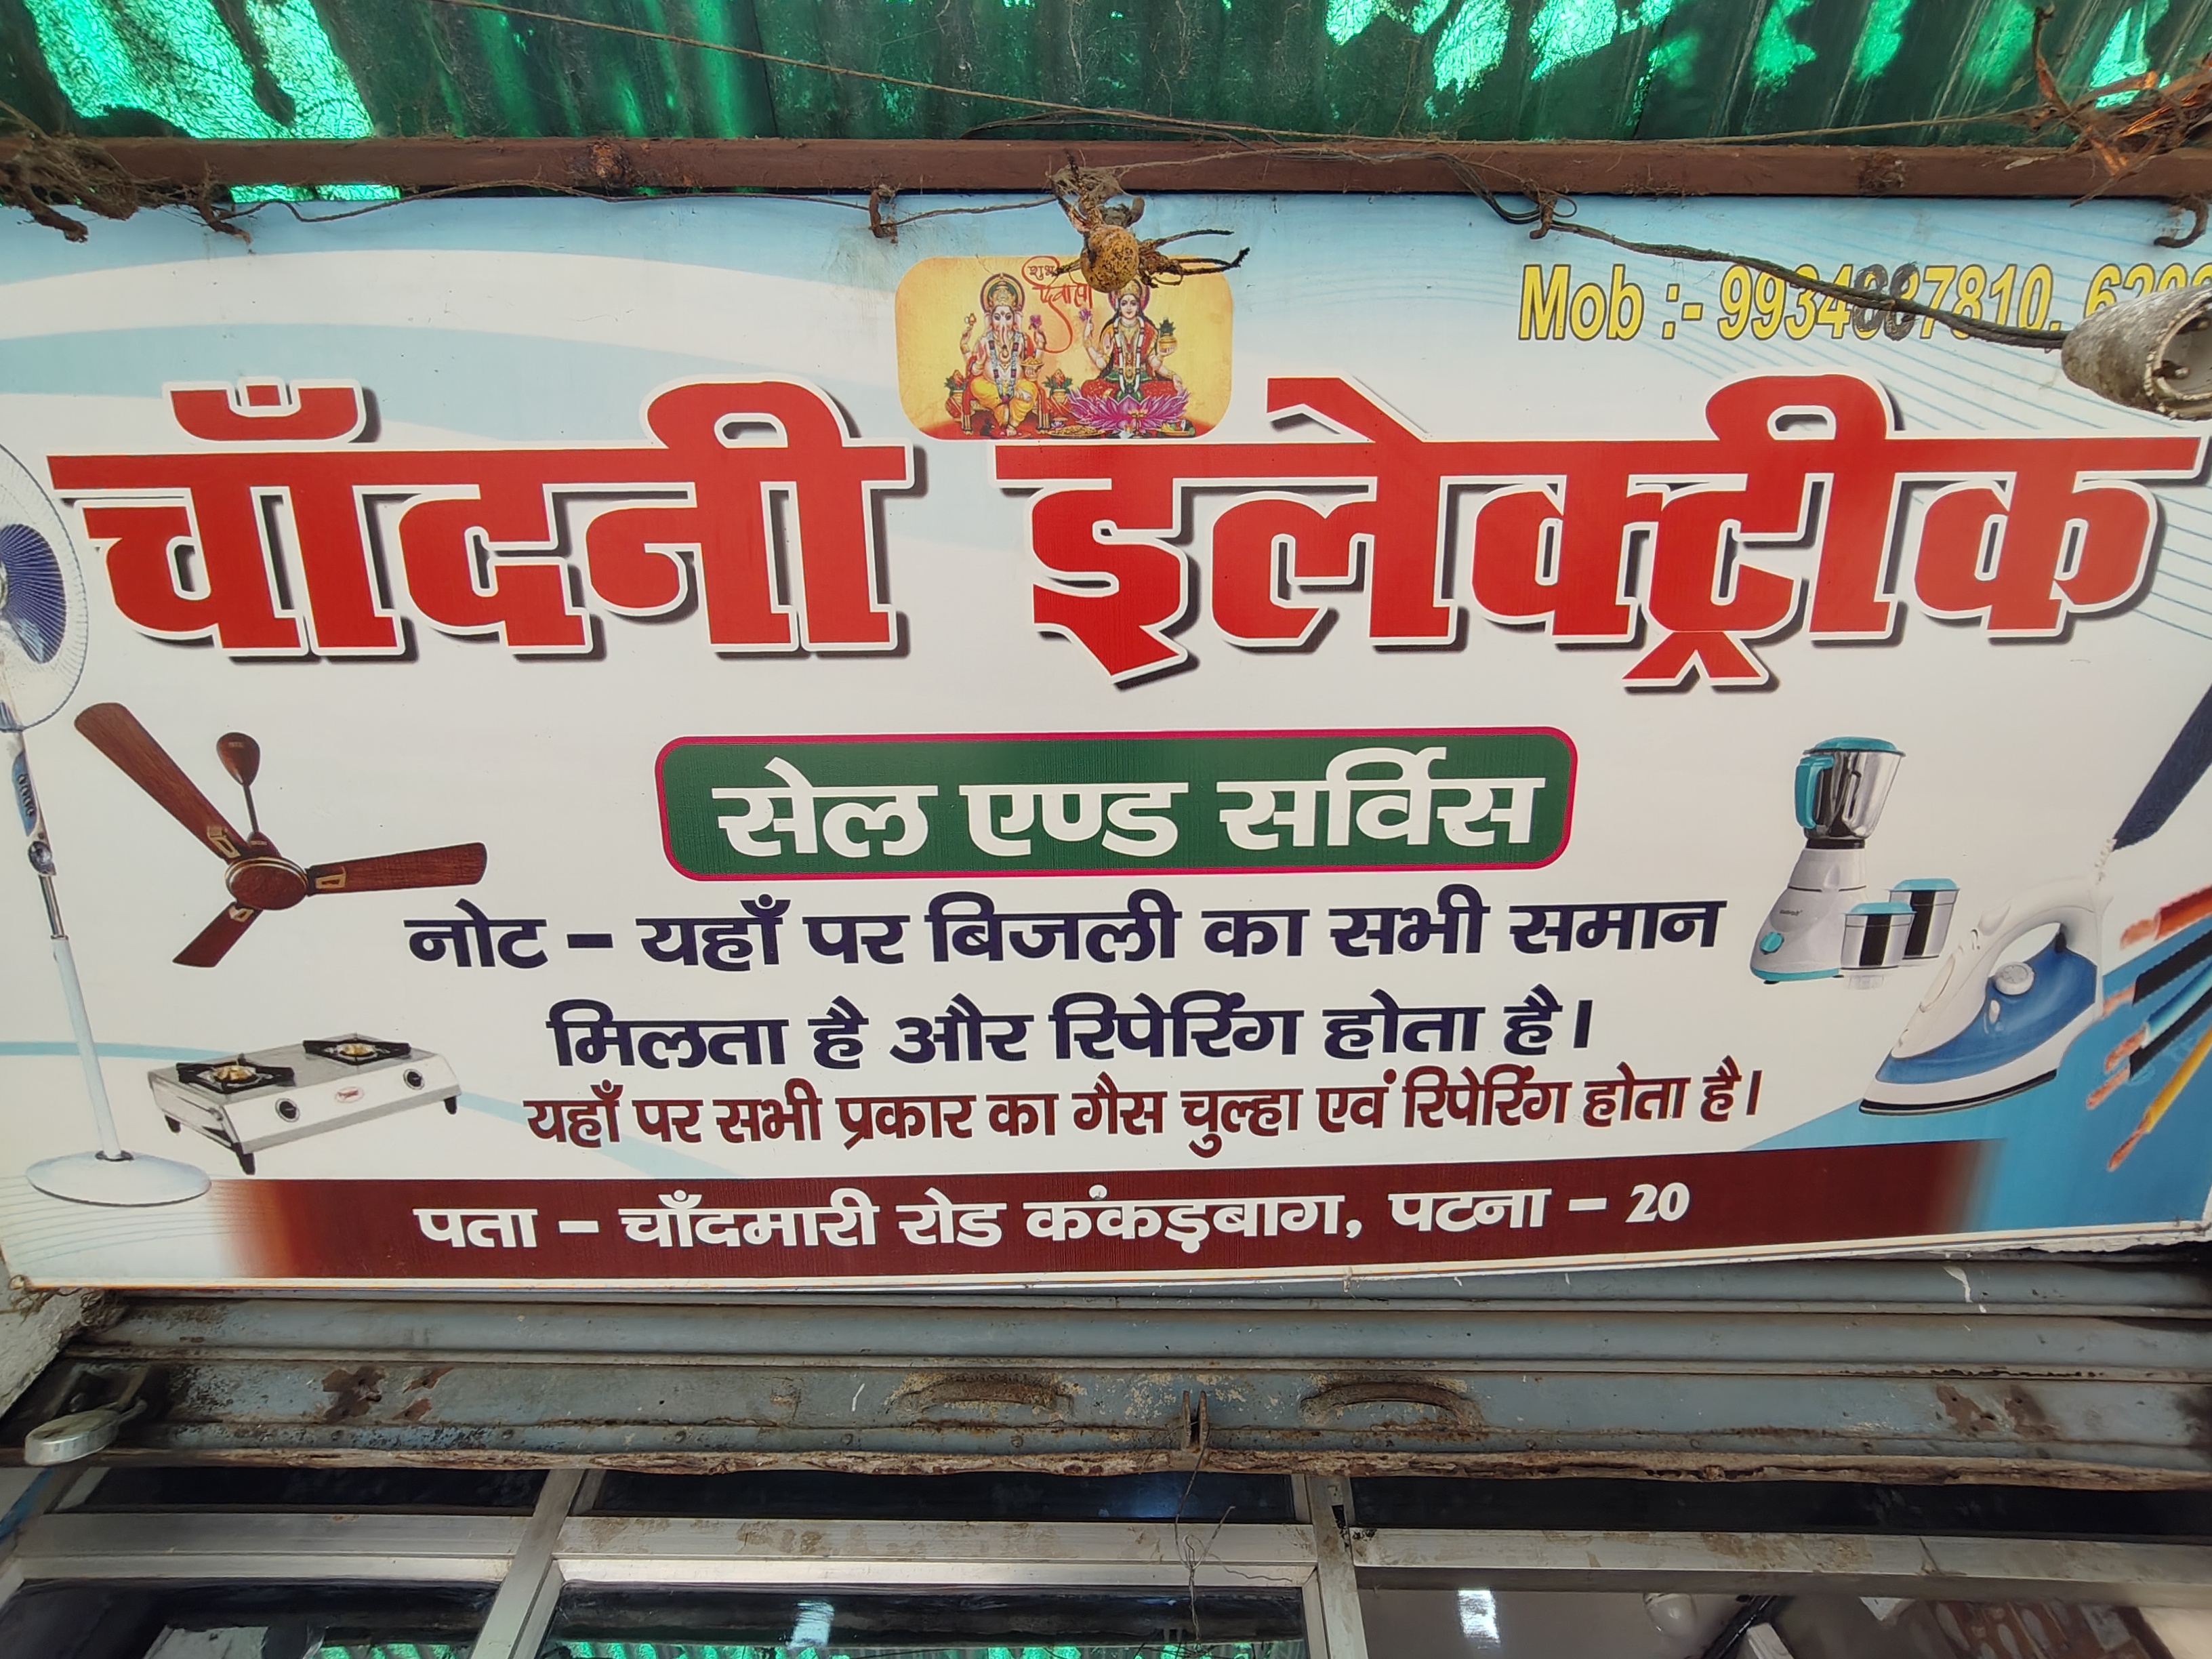 शुभ
Mob :-
चाँदनी इलेक्ट्रीक
सेल एण्ड सर्विस
नोट – यहाँ पर बिजली का सभी समान
मिलता है और रिपेरिंग होता है।
यहाँ पर सभी प्रकार का गैस चुल्हा एवं रिपेरिंग होता है।
पता – चाँदमारी रोड कंकड़बाग, पटना – 20